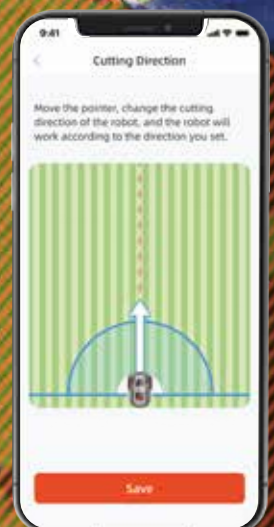 9:41
Cutting Direction
Move the pointer, change the cutting
direction of the robot, and the robot will
work according to the direction you set.
Save